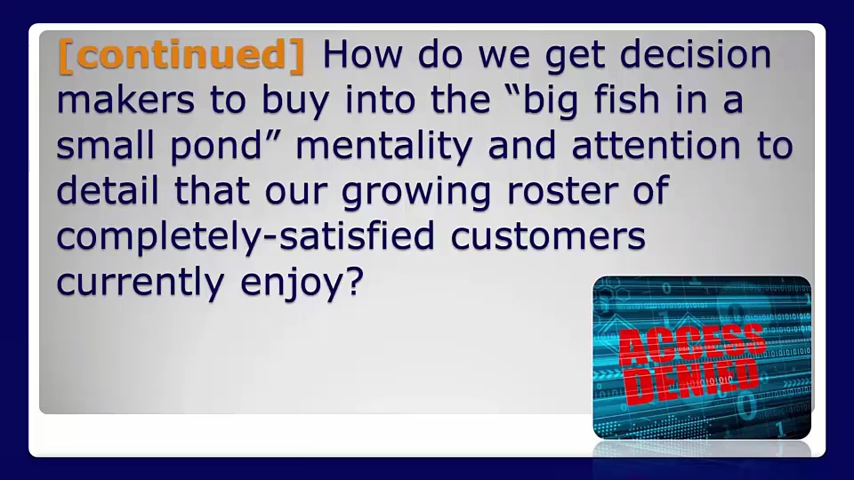 [continued] How do we get decision
makers to buy into the “big fish in a
small pond” mentality and attention to
detail that our growing roster of
completely-satisfied customers
currently enjoy?
ACCESS
DENIED